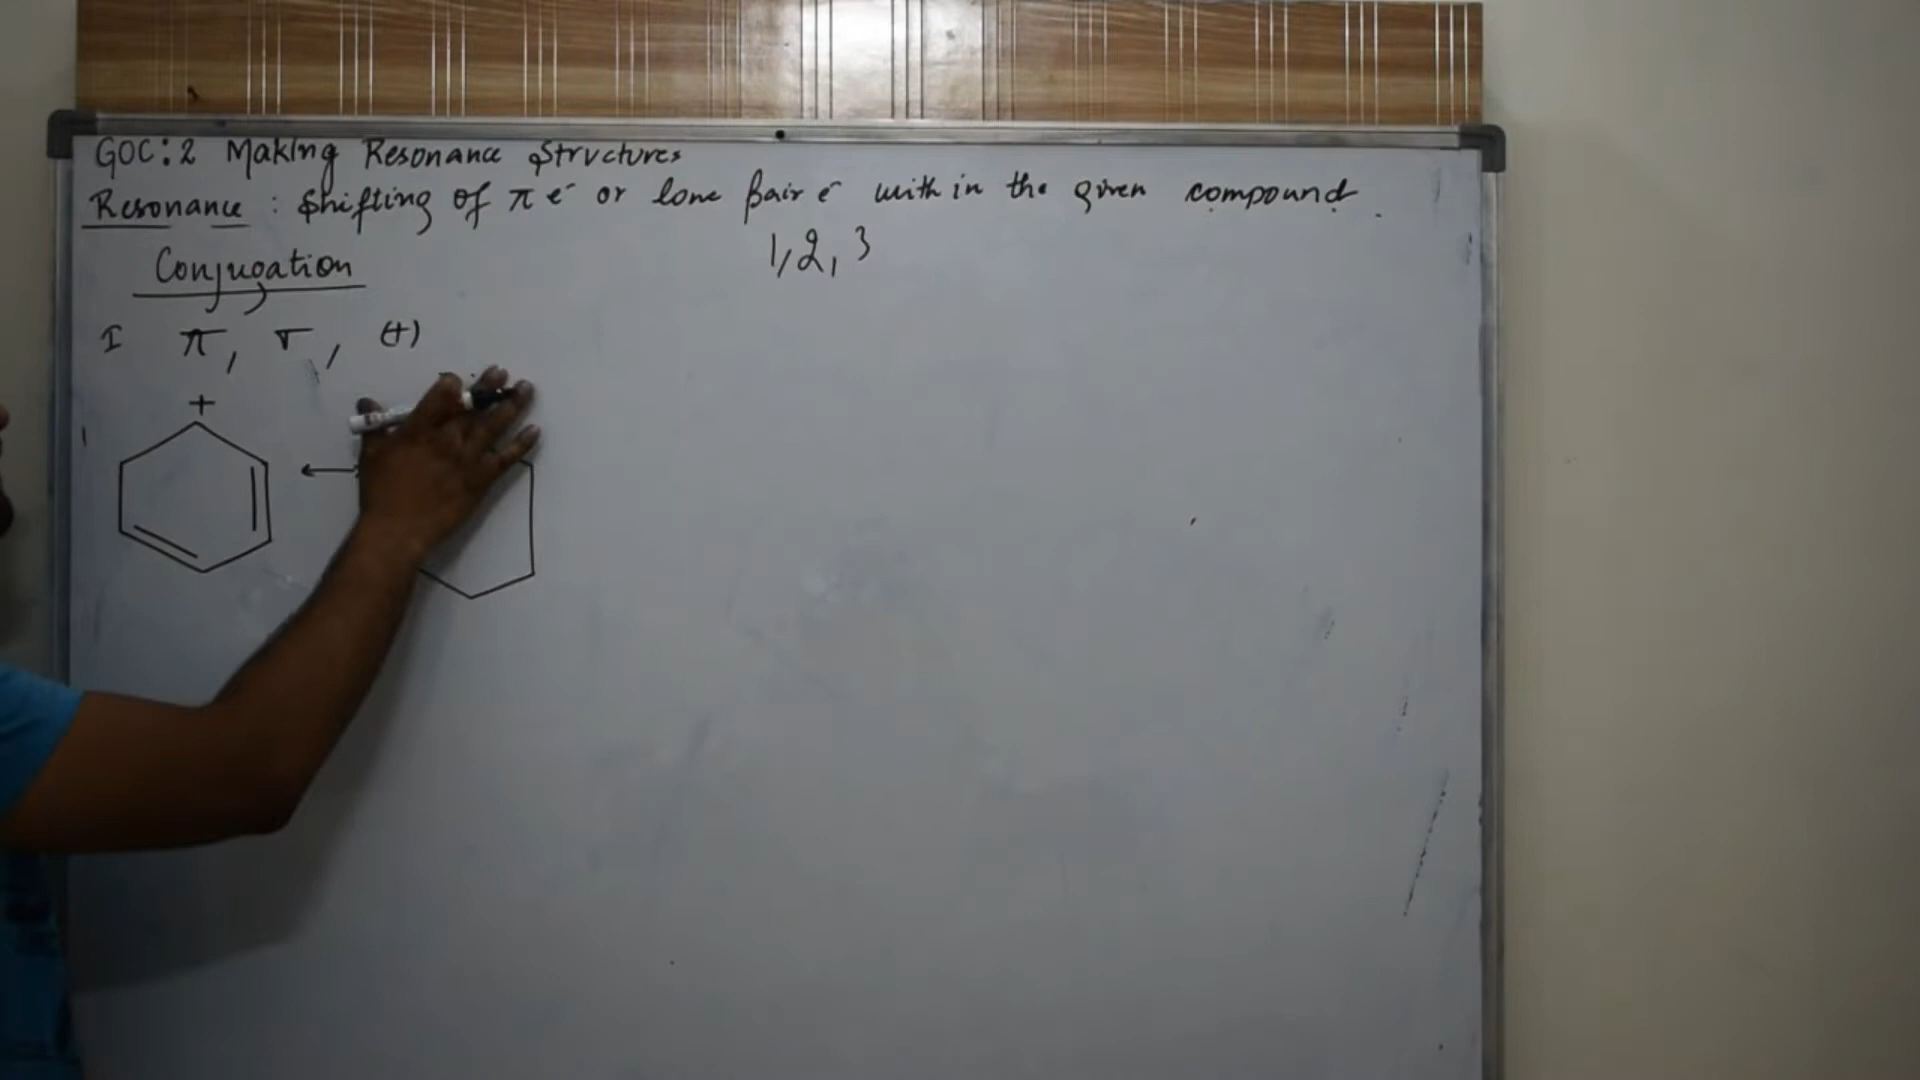 GOC:2 Making Resonance Structures
Resonance : Shifting of π e⁻ or lone pair e⁻ with in the given compound.
1, 2, 3
Conjugation
I π, σ, (+)
+